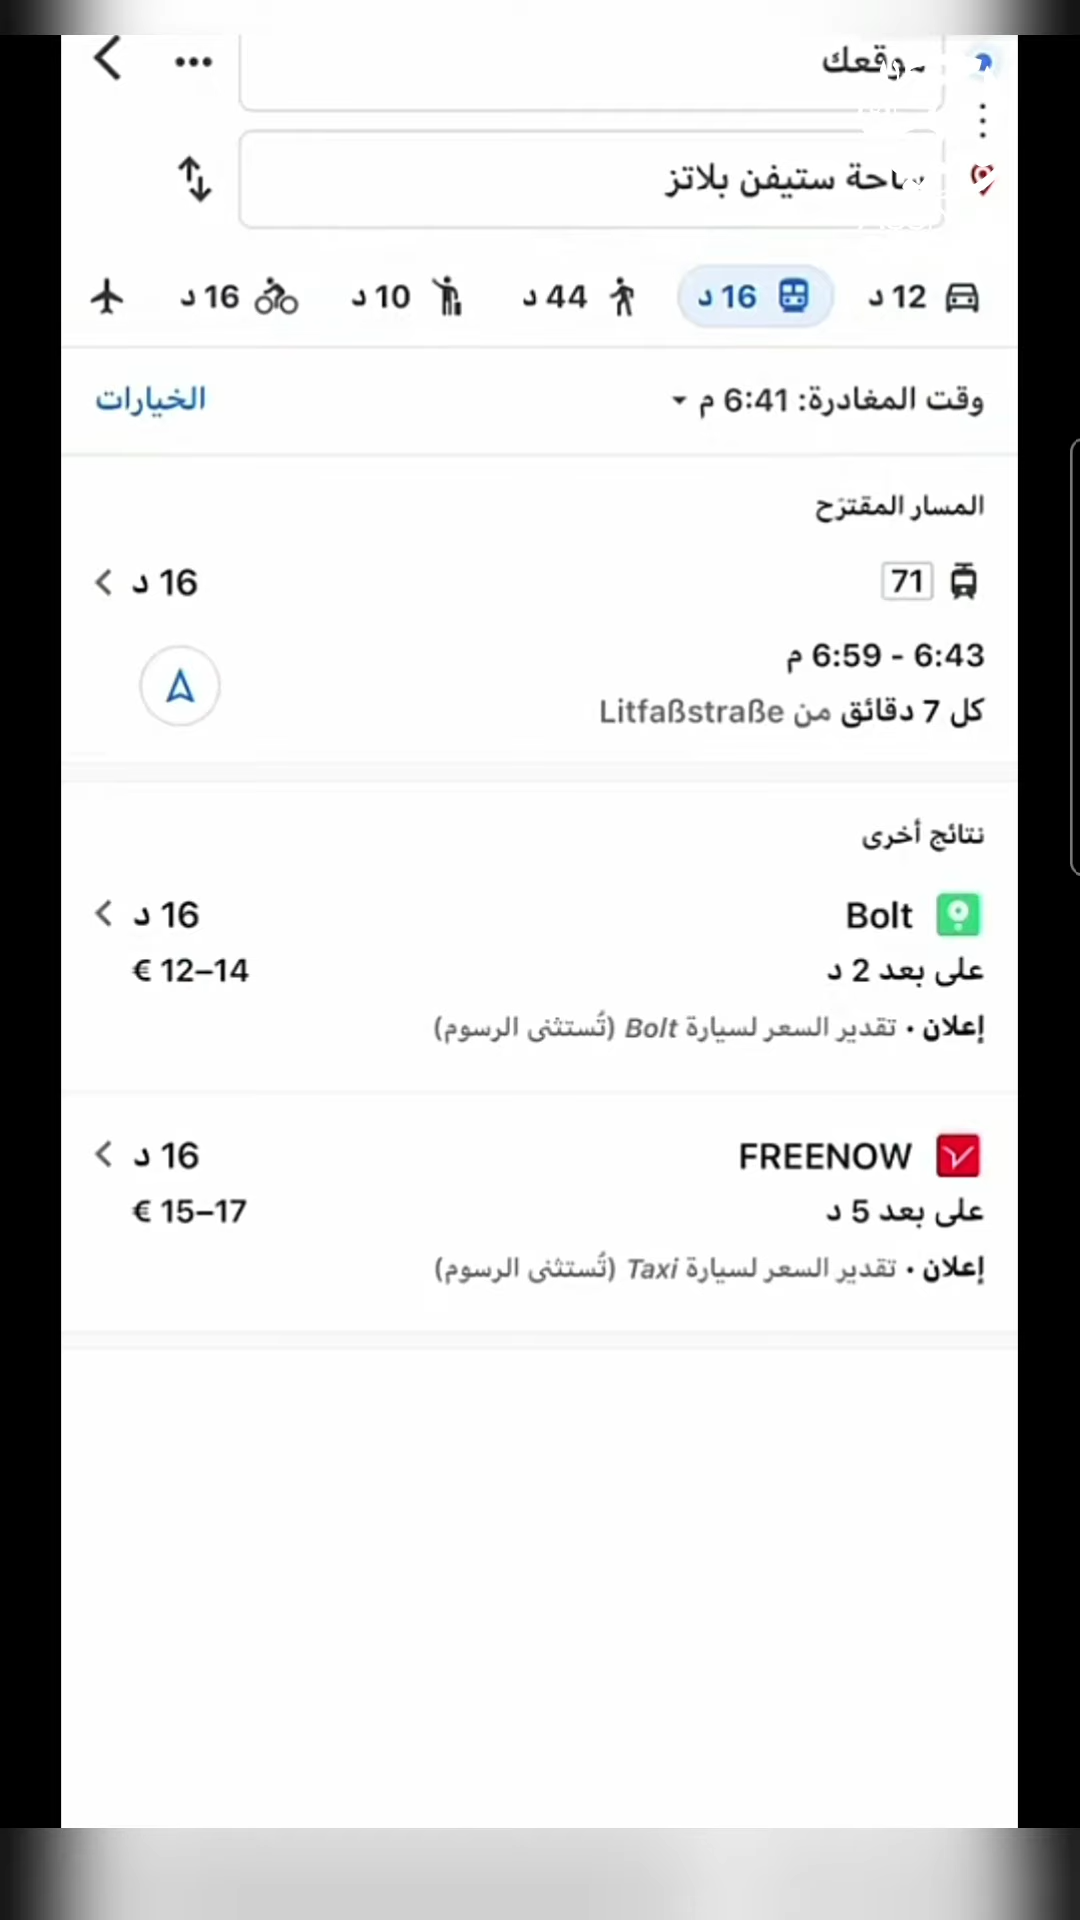 موقعك
ساحة ستيفن بلاتز
12 د
16 د
44 د
10 د
16 د
وقت المغادرة: 6:41 م
الخيارات
المسار المقترَح
71
16 د
6:43 - 6:59 م
كل 7 دقائق من Litfaßstraße
نتائج أخرى
Bolt
16 د
على بعد 2 د
12–14 €
إعلان • تقدير السعر لسيارة Bolt (تُستثنى الرسوم)
FREENOW
16 د
على بعد 5 د
15–17 €
إعلان • تقدير السعر لسيارة Taxi (تُستثنى الرسوم)